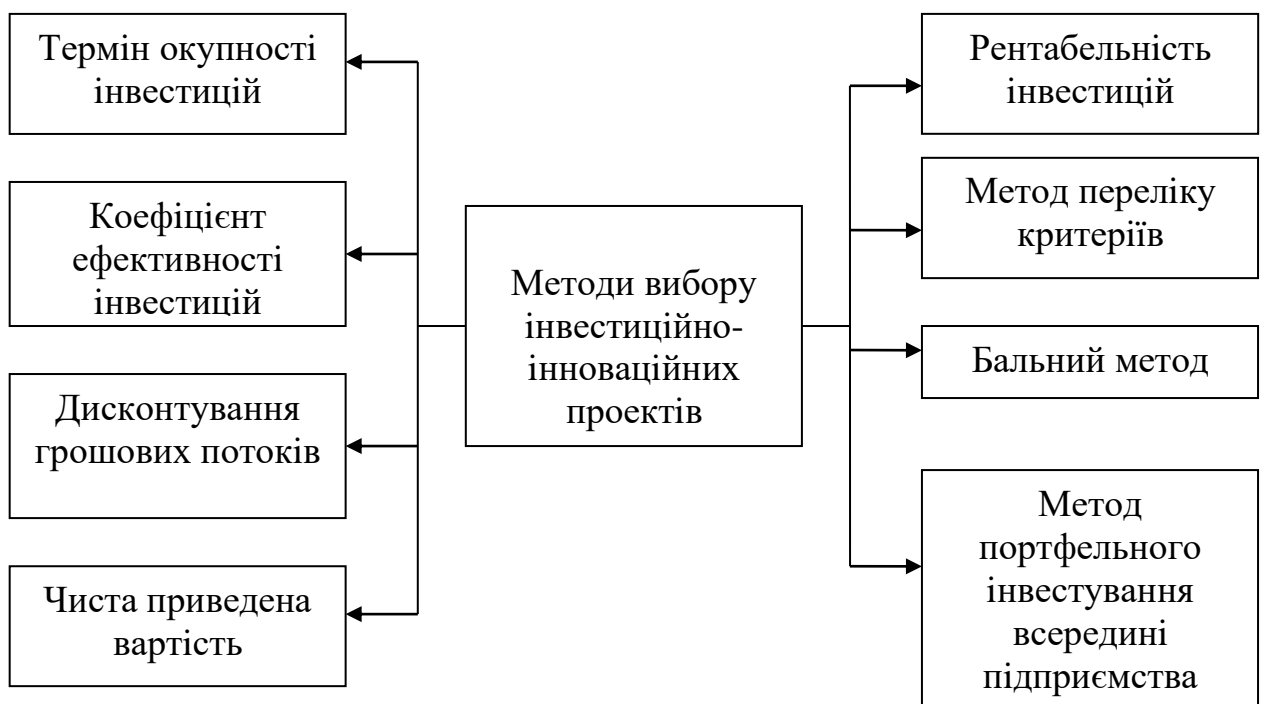 Термін окупності
інвестицій
Коефіцієнт
ефективності
інвестицій
Дисконтування
грошових потоків
Чиста приведена
вартість
Методи вибору
інвестиційно-
інноваційних
проектів
Рентабельність
інвестицій
Метод переліку
критеріїв
Бальний метод
Метод
портфельного
інвестування
всередині
підприємства